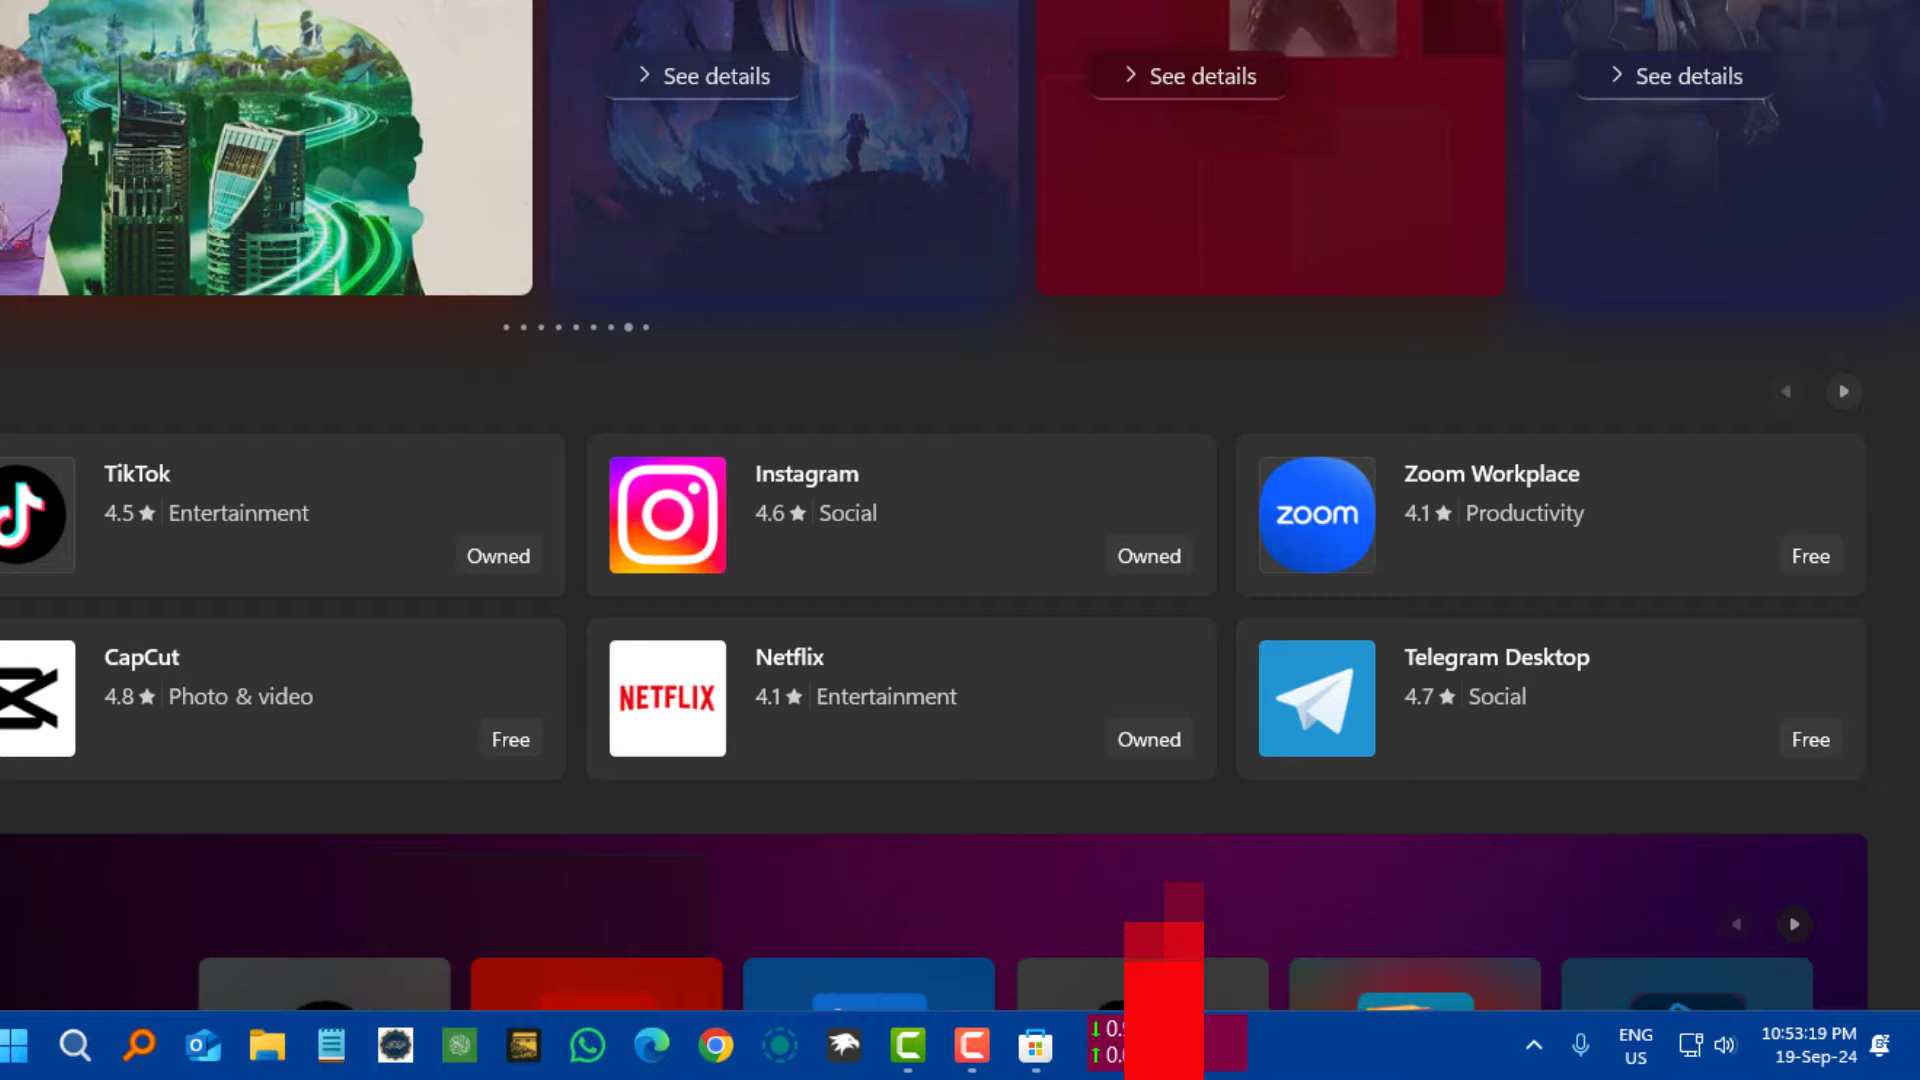 See details
See details
See details
TikTok
4.5 ★ Entertainment
Owned
Instagram
4.6 ★ Social
Owned
zoom
Zoom Workplace
4.1 ★ Productivity
Free
CapCut
4.8 ★ Photo & video
Free
NETFLIX
Netflix
4.1 ★ Entertainment
Owned
Telegram Desktop
4.7 ★ Social
Free
ENG
US
10:53:19 PM
19-Sep-24